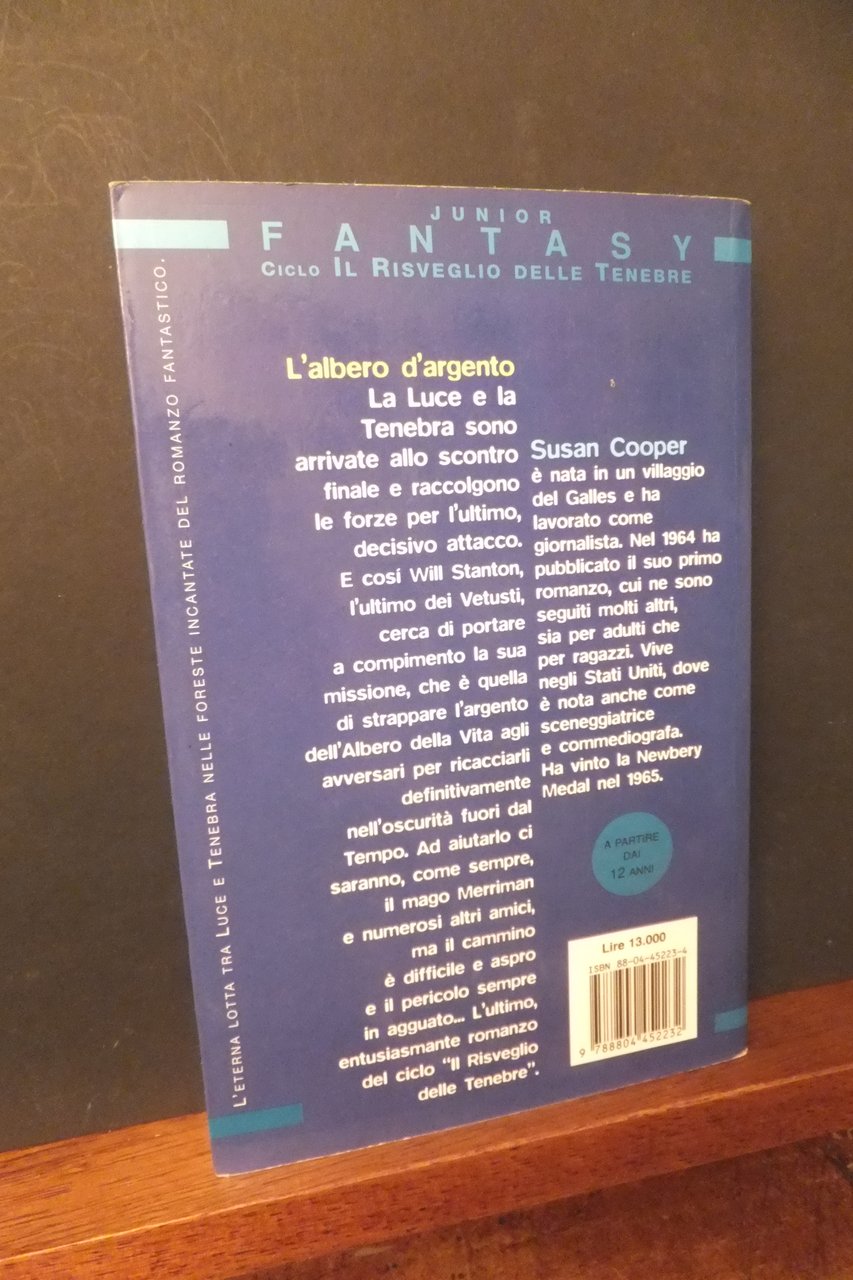 JUNIOR
FANTASY
CICLO IL RISVEGLIO DELLE TENEBRE
L'ETERNA LOTTA TRA LUCE E TENEBRA NELLE FORESTE INCANTATE DEL ROMANZO FANTASTICO.
L'albero d'argento
La Luce e la
Tenebra sono
arrivate allo scontro
finale e raccolgono
le forze per l'ultimo,
decisivo attacco.
E cosí Will Stanton,
l'ultimo dei Vetusti,
cerca di portare
a compimento la sua
missione, che è quella
di strappare l'argento
dell'Albero della Vita agli
avversari per ricacciarli
definitivamente
nell'oscurità fuori dal
Tempo. Ad aiutarlo ci
saranno, come sempre,
il mago Merriman
e numerosi altri amici,
ma il cammino
è difficile e aspro
e il pericolo sempre
in agguato... L'ultimo,
entusiasmante romanzo
del ciclo "Il Risveglio
delle Tenebre".
Susan Cooper
è nata in un villaggio
del Galles e ha
lavorato come
giornalista. Nel 1964 ha
pubblicato il suo primo
romanzo, cui ne sono
seguiti molti altri,
sia per adulti che
per ragazzi. Vive
negli Stati Uniti, dove
è nota anche come
sceneggiatrice
e commediografa.
Ha vinto la Newbery
Medal nel 1965.
A PARTIRE
DAI
12 ANNI
Lire 13.000
ISBN 88-04-45223-4
9 788804 452232